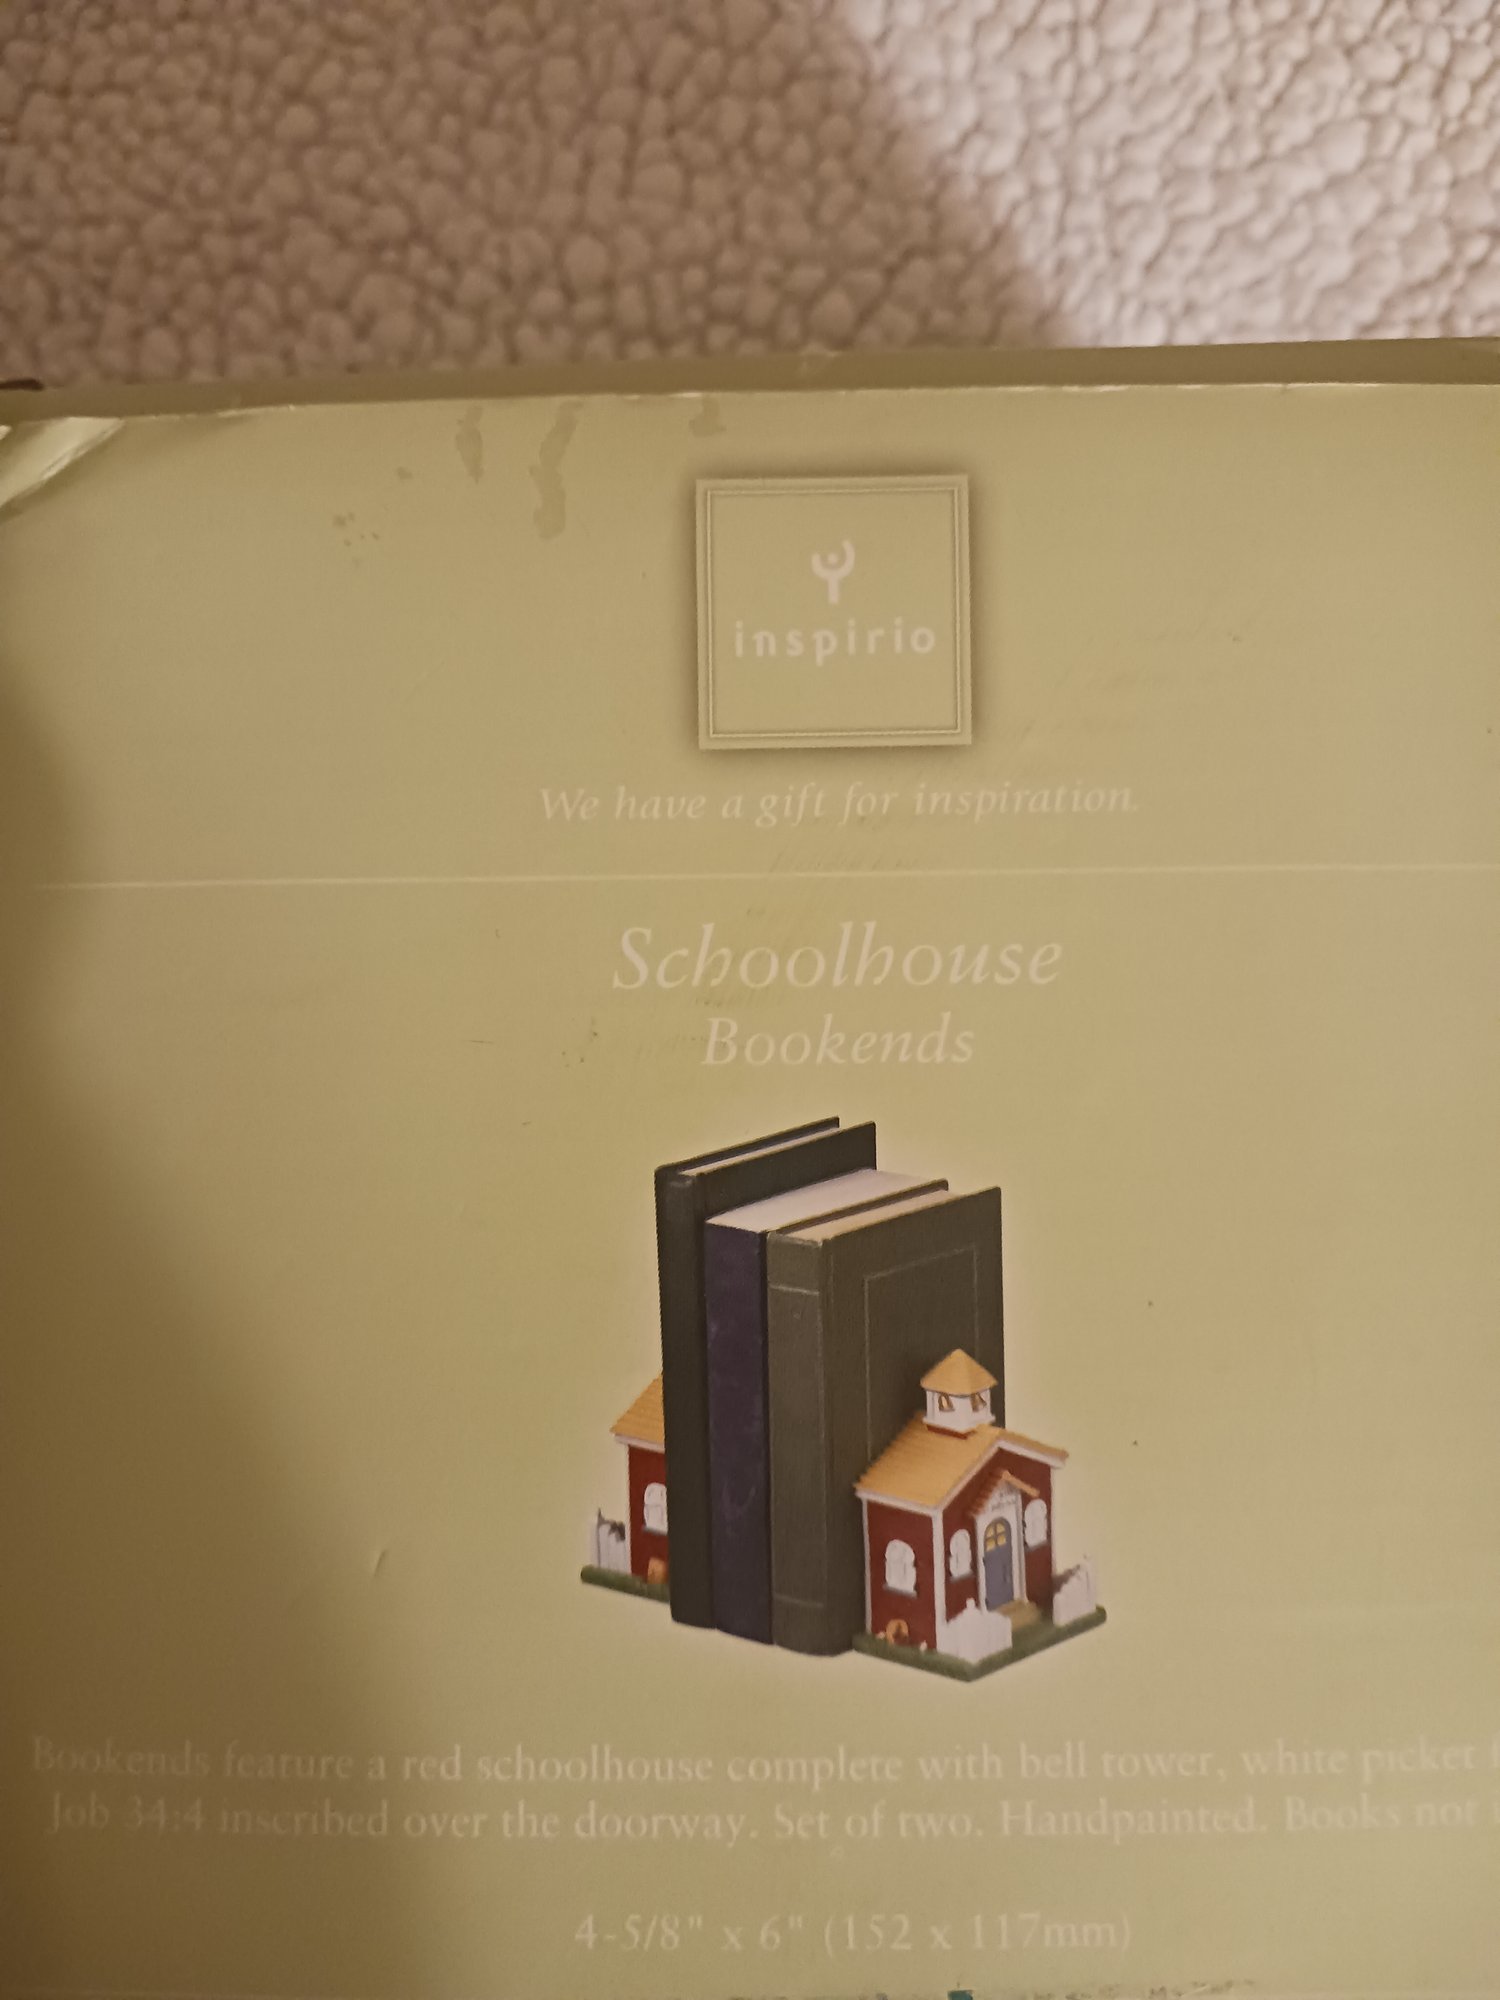 inspirio
We have a gift for inspiration.
Schoolhouse
Bookends
Bookends feature a red schoolhouse complete with bell tower, white picket
Job 34:4 inscribed over the doorway. Set of two. Handpainted. Books not
4-5/8" x 6" (152 x 117mm)